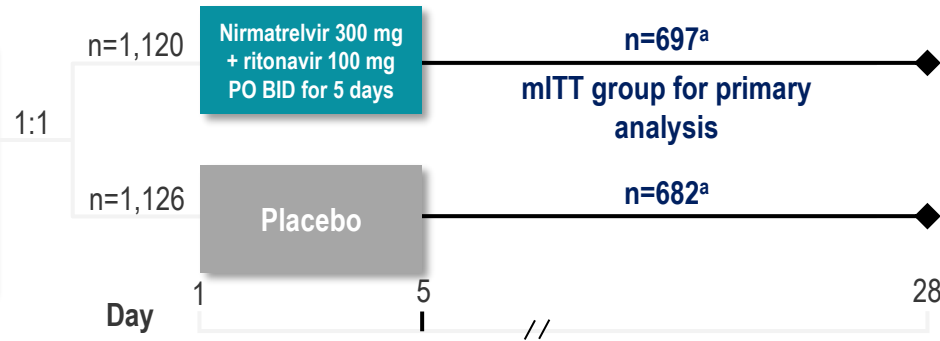 1:1
n=1,120
Nirmatrelvir 300 mg
+ ritonavir 100 mg
PO BID for 5 days
n=697ᵃ
mITT group for primary
analysis
n=1,126
Placebo
n=682ᵃ
Day
1
5
//
28